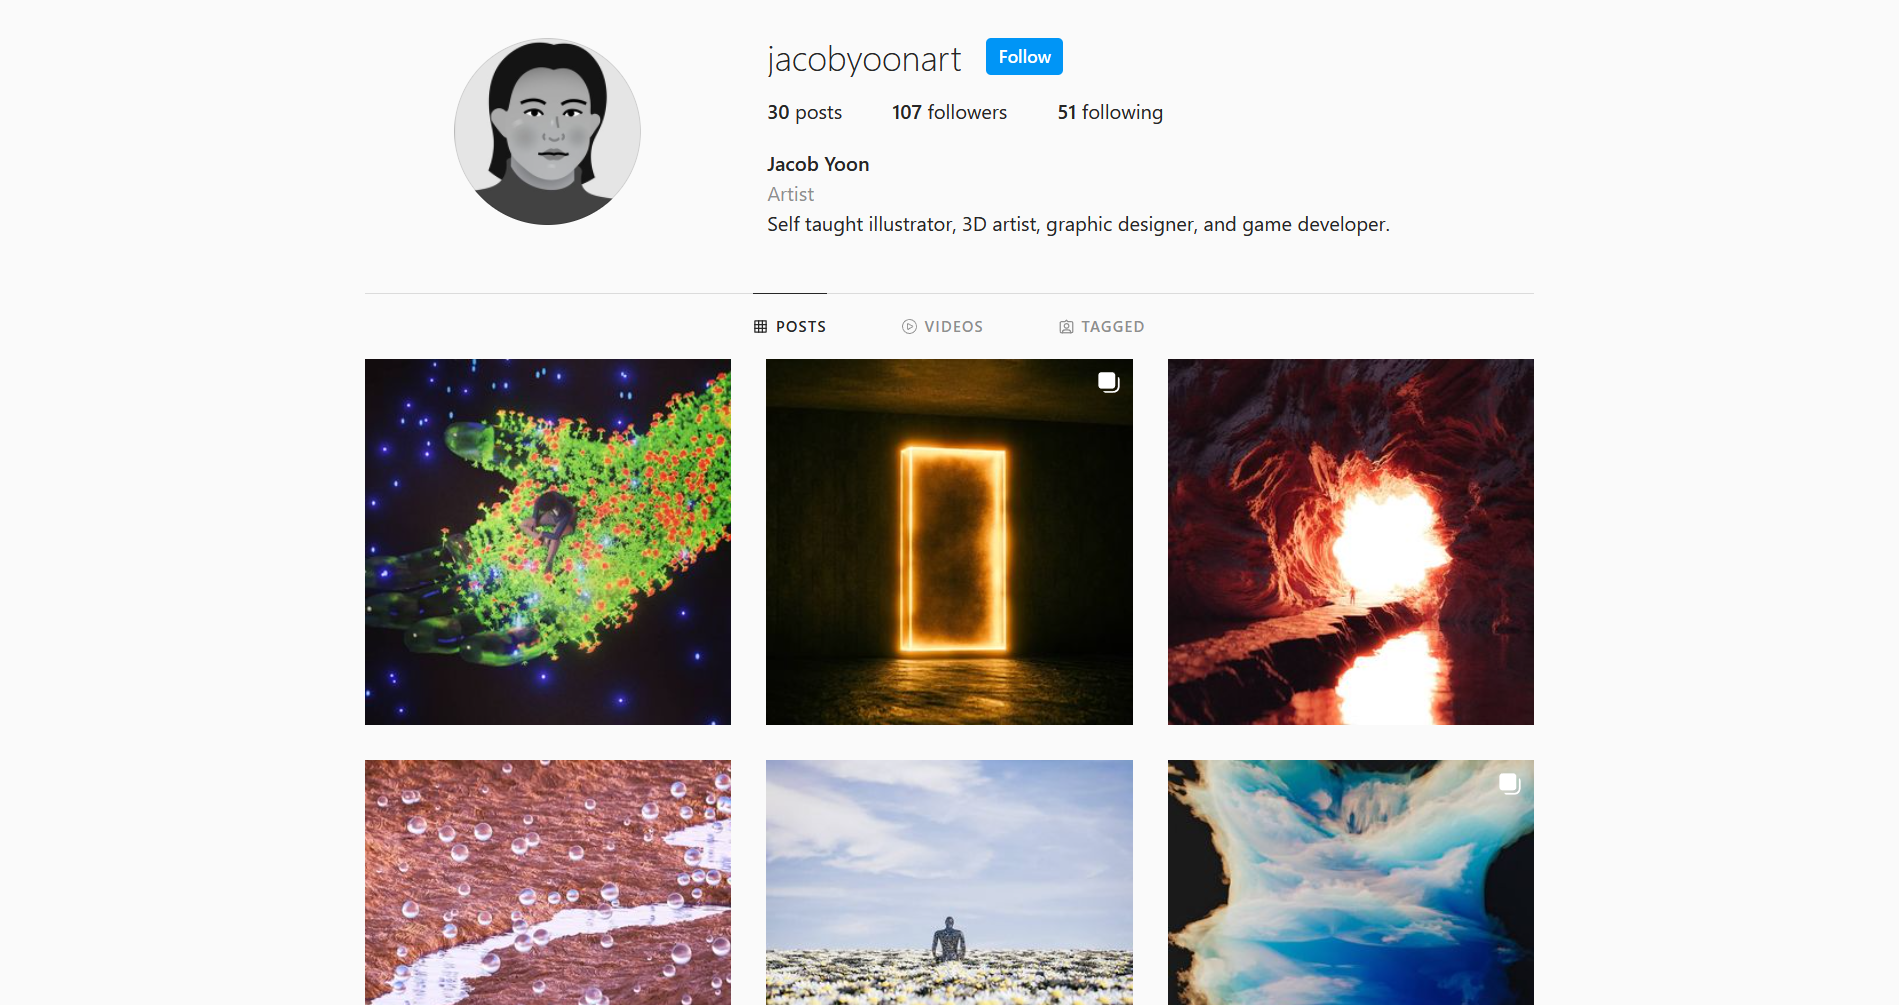 jacobyoonart Follow
30 posts 107 followers 51 following
Jacob Yoon
Artist
Self taught illustrator, 3D artist, graphic designer, and game developer.
POSTS VIDEOS TAGGED